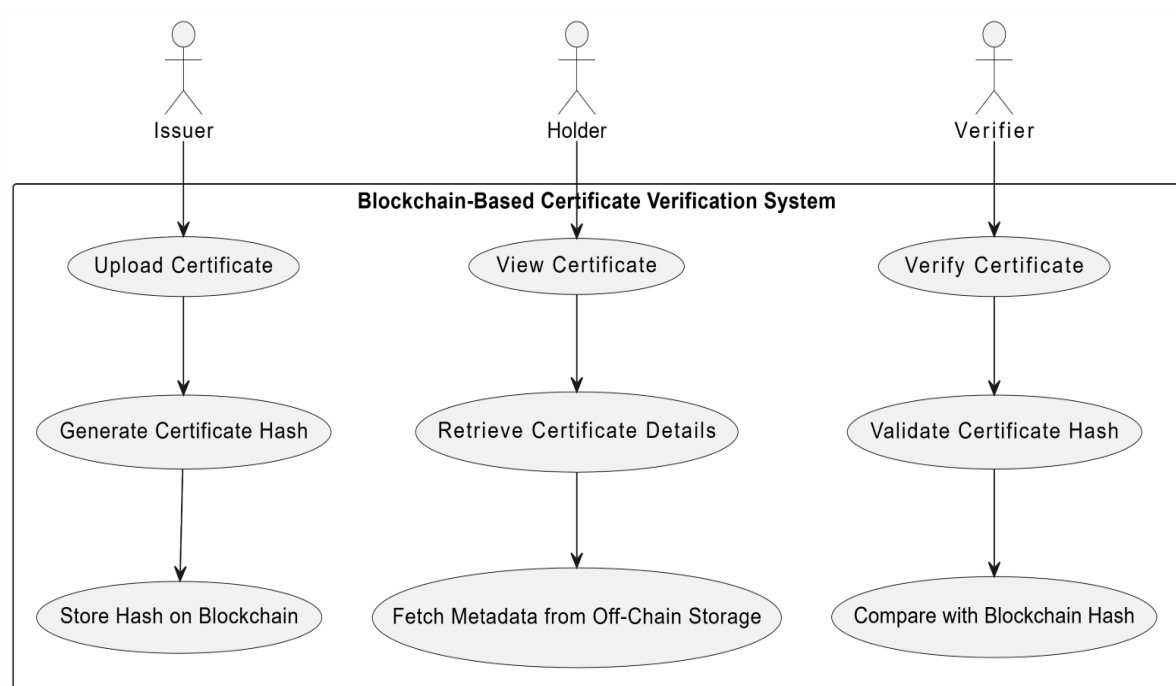 Issuer
Holder
Verifier
Blockchain-Based Certificate Verification System
Upload Certificate
View Certificate
Verify Certificate
Generate Certificate Hash
Retrieve Certificate Details
Validate Certificate Hash
Store Hash on Blockchain
Fetch Metadata from Off-Chain Storage
Compare with Blockchain Hash